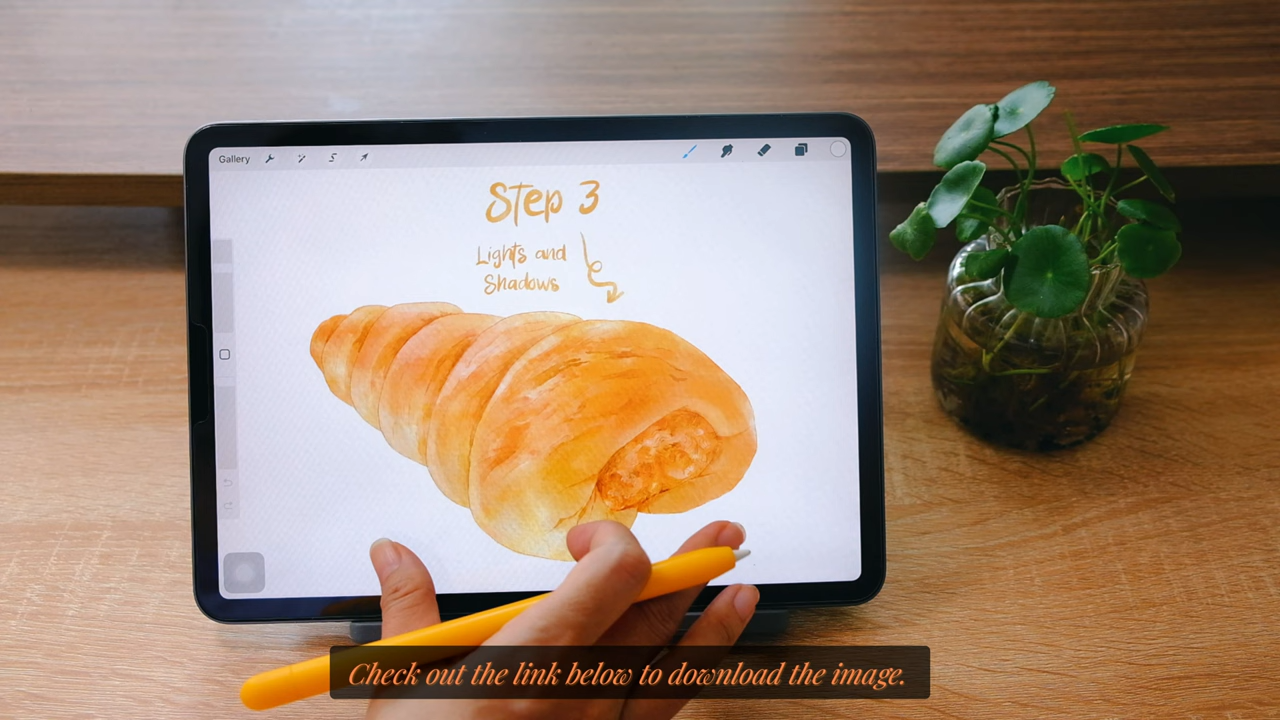 Gallery
Step 3
Lights and
Shadows
Check out the link below to download the image.